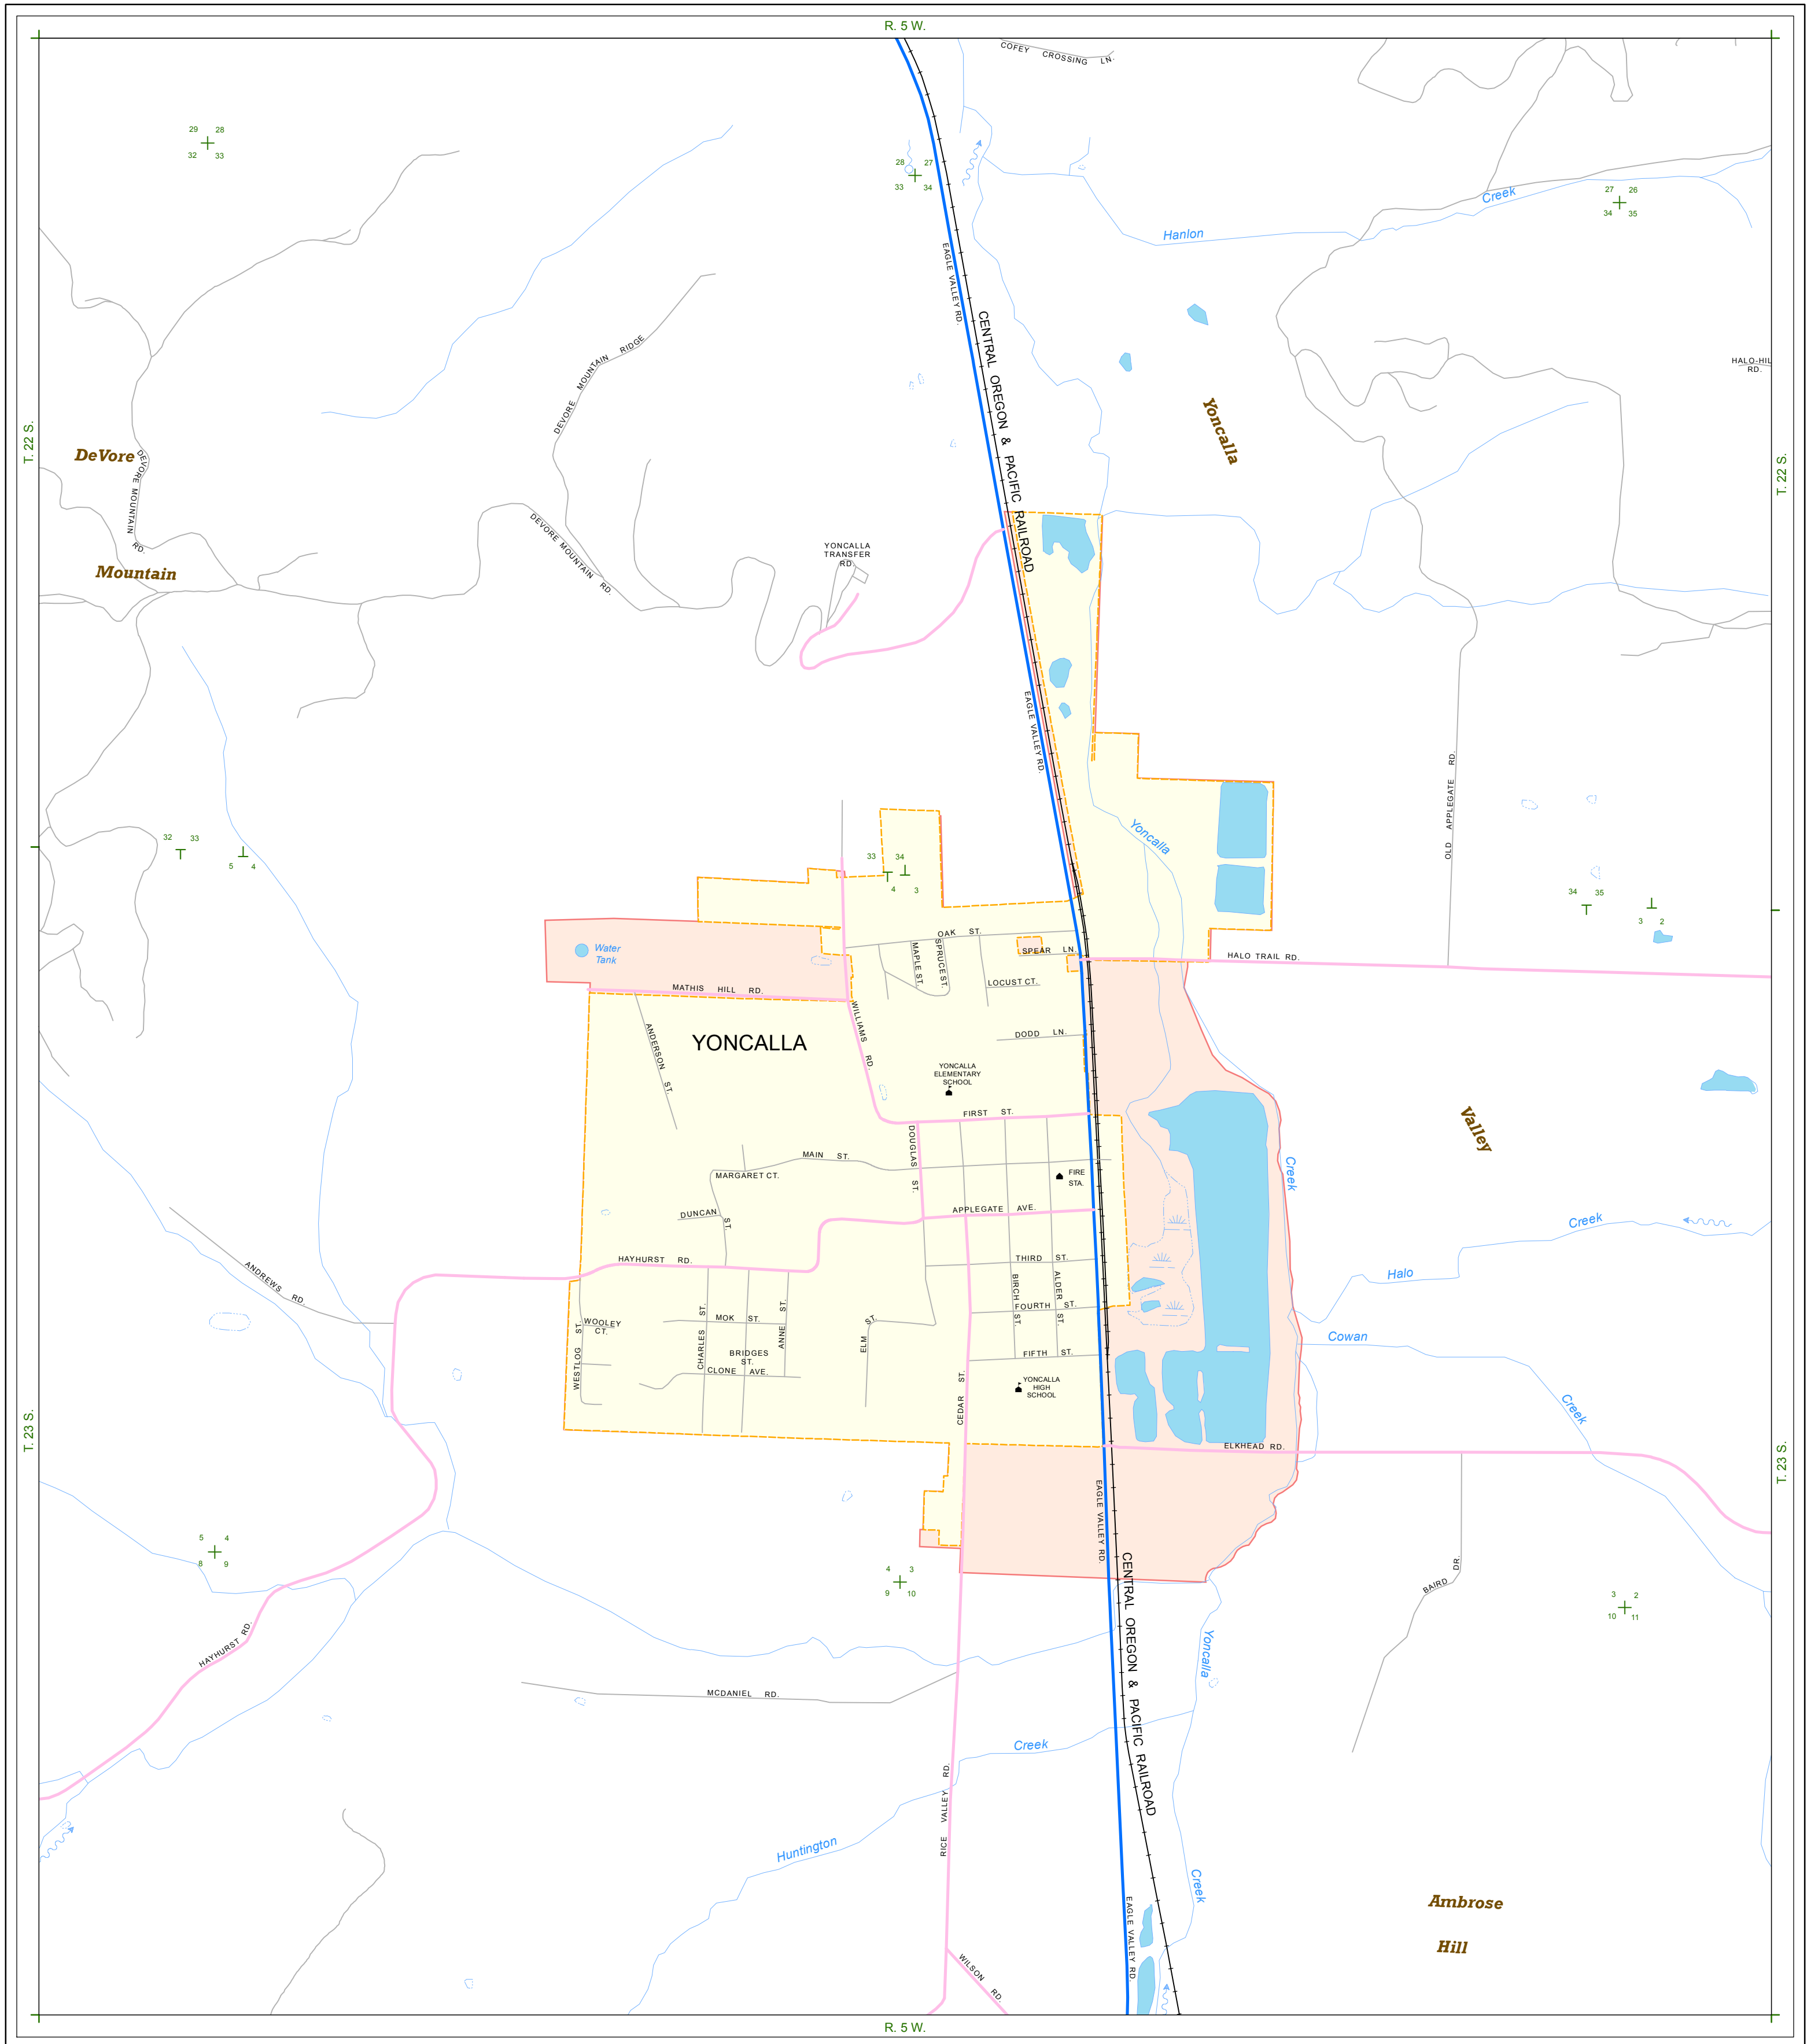 R. 5 W.
COFEY CROSSING LN.
29 28
32 33
28 27
33 34
27 26
34 35
Creek
Hanlon
EAGLE VALLEY RD.
CENTRAL OREGON & PACIFIC RAILROAD
HALO-HIL
RD.
DEVORE MOUNTAIN RIDGE
Yoncalla
T. 22 S.
T. 22 S.
DeVore
DEVORE MOUNTAIN RD.
Mountain
DEVORE MOUNTAIN RD.
YONCALLA
TRANSFER
RD
EAGLE VALLEY RD.
OLD APPLEGATE RD.
Yoncalla
32 33
5 4
33 34
4 3
34 35
3 2
Water
Tank
OAK ST.
MAPLE ST.
SPRUCE ST.
SPEAR LN.
HALO TRAIL RD.
LOCUST CT.
MATHIS HILL RD.
WILLIAMS RD.
ANDERSON ST.
YONCALLA
DODD LN.
YONCALLA
ELEMENTARY
SCHOOL
FIRST ST.
Valley
DOUGLAS ST.
MAIN ST.
MARGARET CT.
FIRE
STA.
Creek
DUNCAN ST.
APPLEGATE AVE.
Creek
HAYHURST RD.
THIRD ST.
Halo
ANDREWS RD.
BIRCH ST.
ALDER ST.
FOURTH ST.
WOOLEY
CT.
WESTLOG ST.
CHARLES ST.
MOK ST.
ANNE ST.
ELM ST.
Cowan
BRIDGES
ST.
CLONE AVE.
FIFTH ST.
YONCALLA
HIGH
SCHOOL
CEDAR ST.
Creek
T. 23 S.
T. 23 S.
ELKHEAD RD.
EAGLE VALLEY RD.
5 4
8 9
4 3
9 10
3 2
10 11
BAIRD DR.
CENTRAL OREGON & PACIFIC RAILROAD
HAYHURST RD.
Yoncalla
MCDANIEL RD.
Creek
RICE VALLEY RD.
Huntington
Creek
EAGLE VALLEY RD.
Ambrose
Hill
WILSON RD.
R. 5 W.